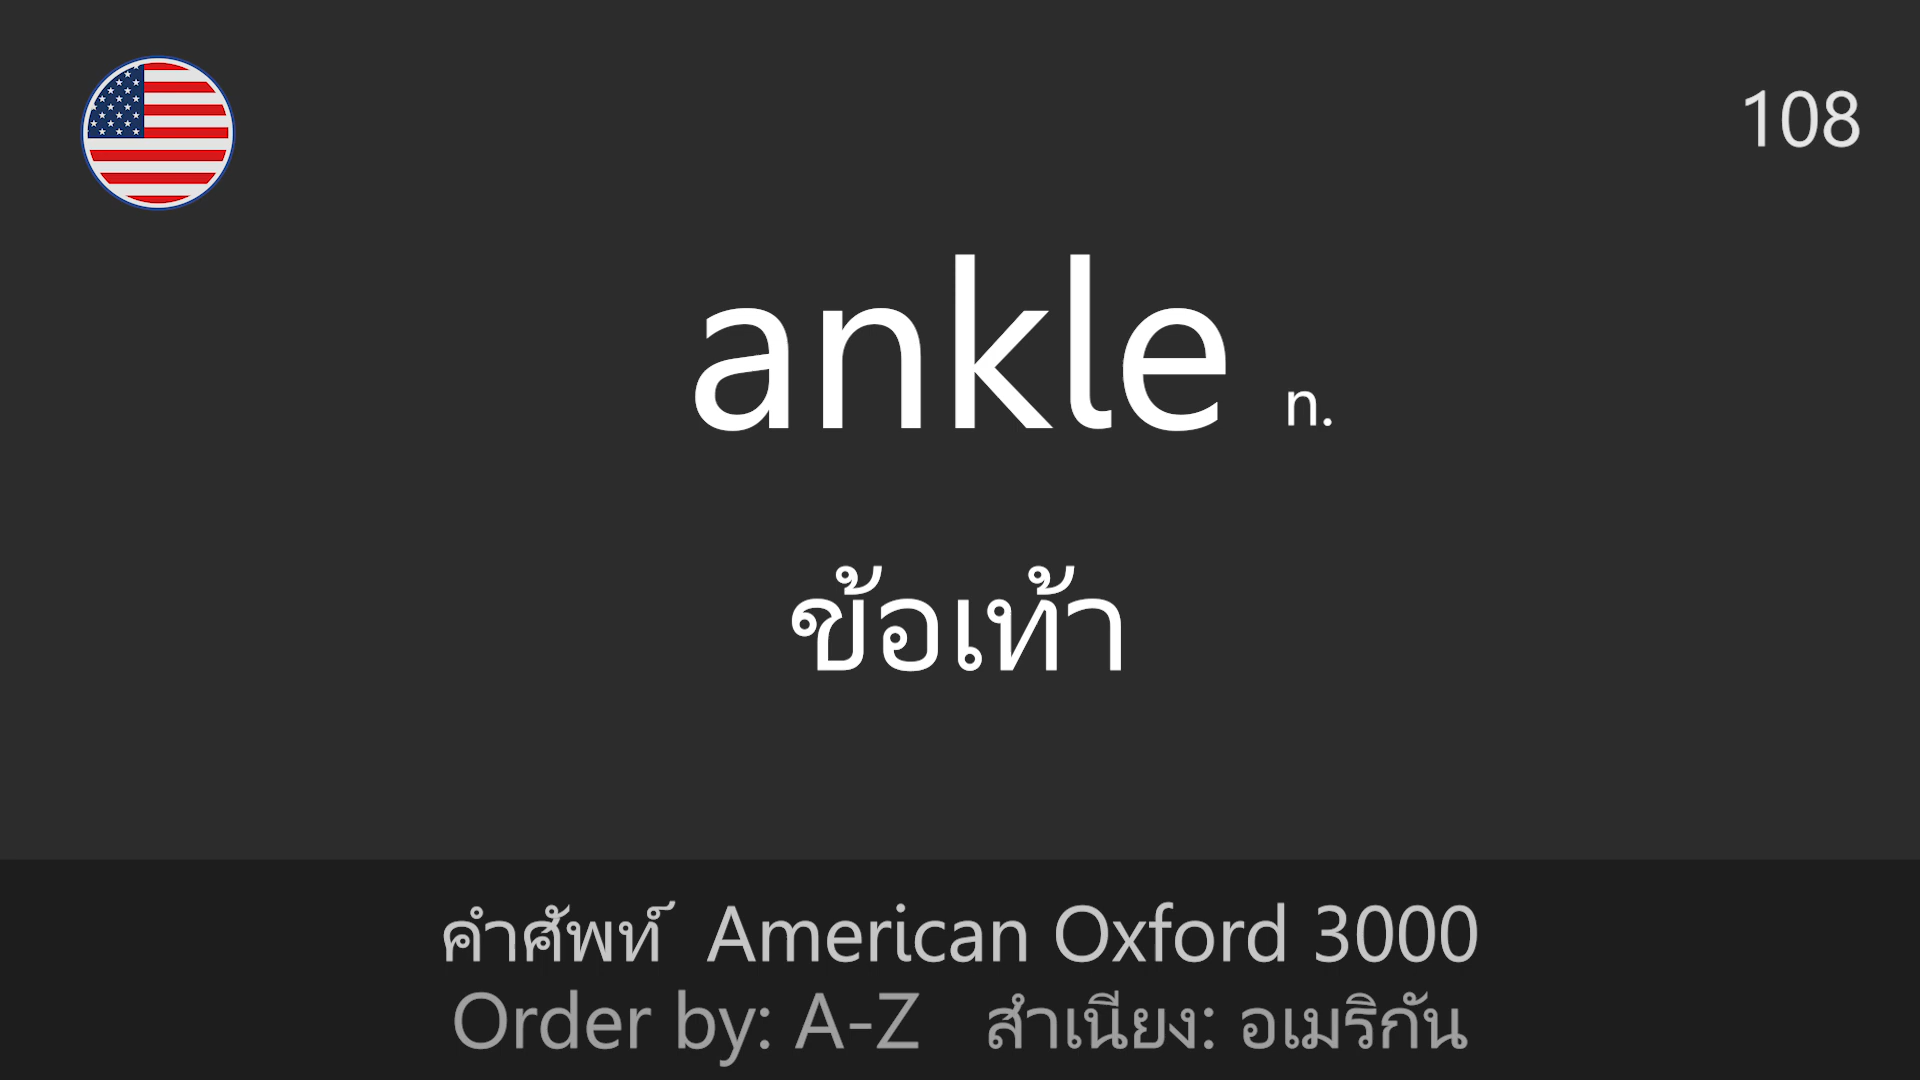 108
ankle n.
ข้อเท้า
คำศัพท์ American Oxford 3000
Order by: A-Z สำเนียง: อเมริกัน